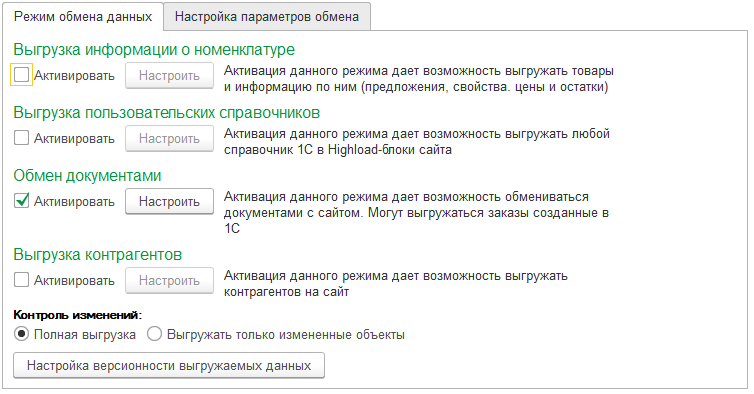 Режим обмена данных Настройка параметров обмена
Выгрузка информации о номенклатуре
Активировать Настроить Активация данного режима дает возможность выгружать товары
и информацию по ним (предложения, свойства. цены и остатки)
Выгрузка пользовательских справочников
Активировать Настроить Активация данного режима дает возможность выгружать любой
справочник 1С в Highload-блоки сайта
Обмен документами
Активировать Настроить Активация данного режима дает возможность обмениваться
документами с сайтом. Могут выгружаться заказы созданные в
1С
Выгрузка контрагентов
Активировать Настроить Активация данного режима дает возможность выгружать
контрагентов на сайт
Контроль изменений:
Полная выгрузка Выгружать только измененные объекты
Настройка версионности выгружаемых данных